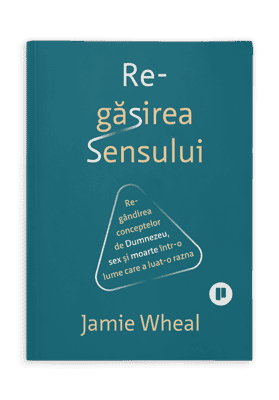 Re-
găsirea
Sensului
Re-
gândirea
conceptelor
de Dumnezeu,
sex și moarte într-o
lume care a luat-o razna
Jamie Wheal